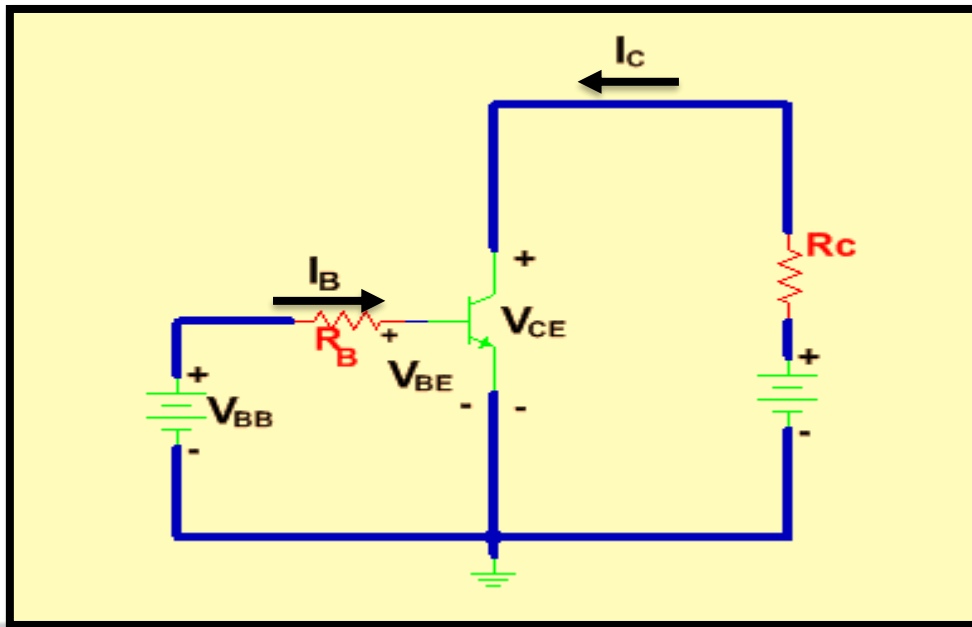 IC
+
Rc
IB
VCE
RB
+
VBE
+
+
VBB
-
-
-
-